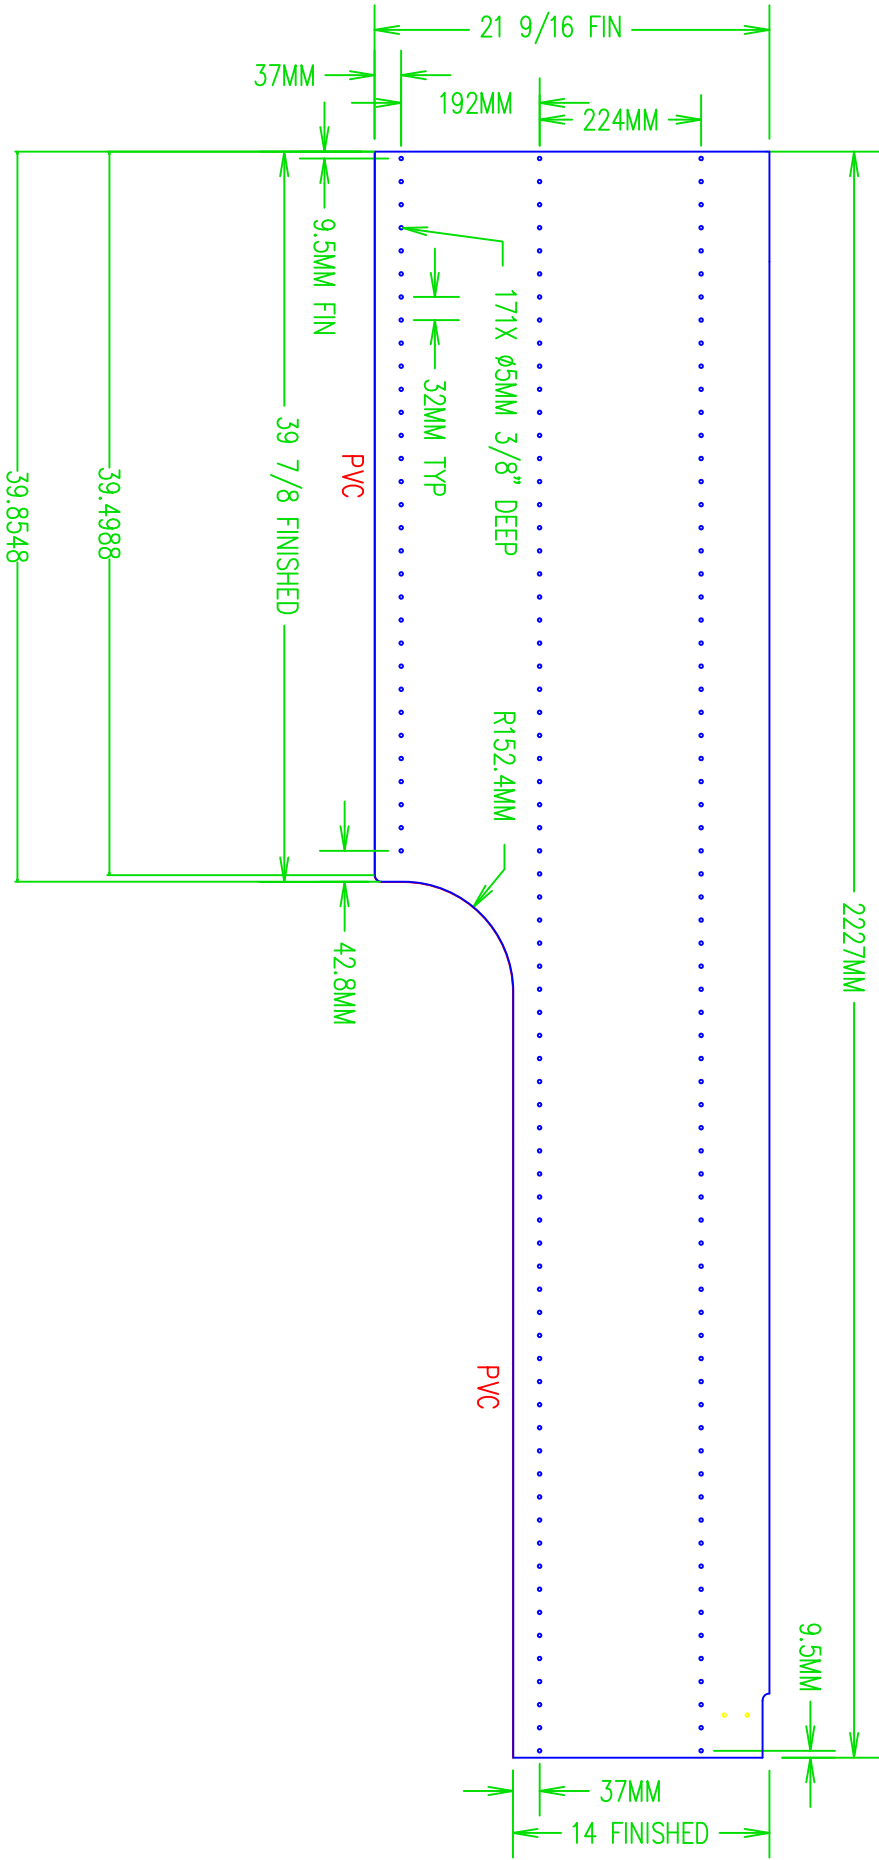 21 9/16 FIN
37MM
192MM
224MM
9.5MM FIN
171X ø5MM 3/8" DEEP
32MM TYP
39 7/8 FINISHED
PVC
39.4988
39.8548
R152.4MM
2227MM
42.8MM
PVC
9.5MM
37MM
14 FINISHED